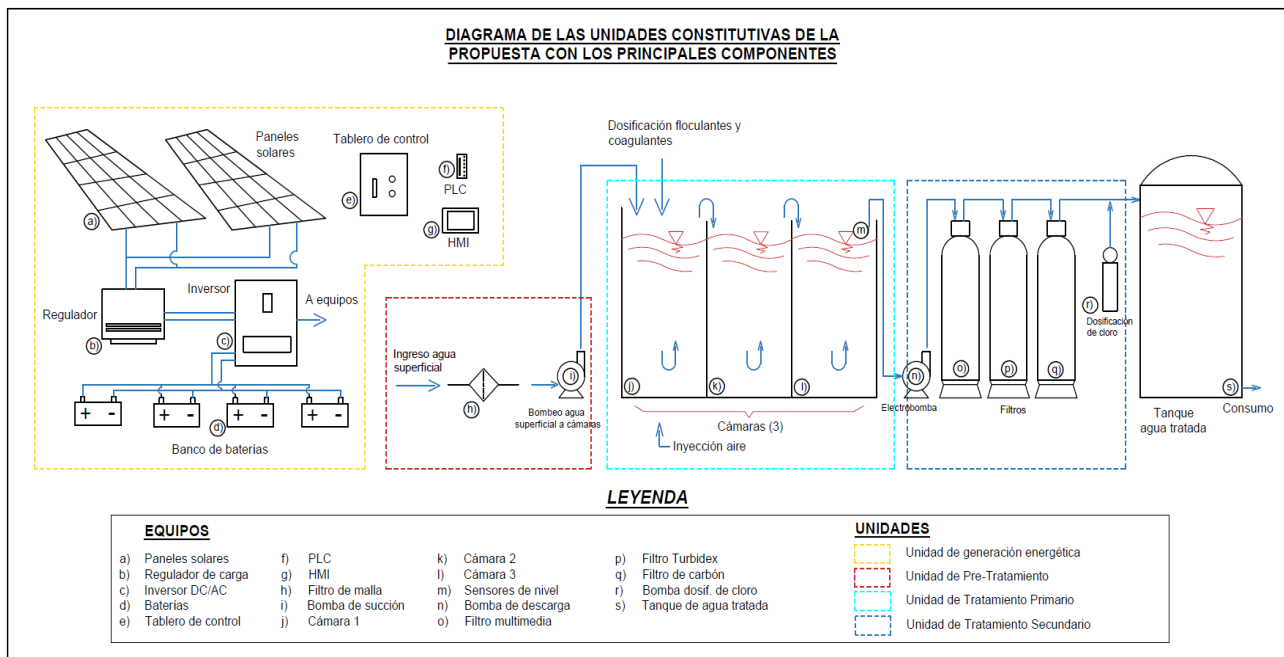 DIAGRAMA DE LAS UNIDADES CONSTITUTIVAS DE LA
PROPUESTA CON LOS PRINCIPALES COMPONENTES
Paneles
solares
a)
Tablero de control
e)
f)
PLC
g)
HMI
Regulador
b)
Inversor
c)
A equipos
+ -
+ -
+ -
+ -
d)
Banco de baterías
Ingreso agua
superficial
h)
i)
Bombeo agua
superficial a cámaras
Dosificación floculantes y
coagulantes
m)
j)
k)
l)
Cámaras (3)
Inyección aire
n)
Electrobomba
o)
p)
q)
Filtros
r)
Dosificación
de cloro
s)
Tanque
agua tratada
Consumo
LEYENDA
EQUIPOS
a) Paneles solares
b) Regulador de carga
c) Inversor DC/AC
d) Baterías
e) Tablero de control
f) PLC
g) HMI
h) Filtro de malla
i) Bomba de succión
j) Cámara 1
k) Cámara 2
l) Cámara 3
m) Sensores de nivel
n) Bomba de descarga
o) Filtro multimedia
p) Filtro Turbidex
q) Filtro de carbón
r) Bomba dosif. de cloro
s) Tanque de agua tratada
UNIDADES
Unidad de generación energética
Unidad de Pre-Tratamiento
Unidad de Tratamiento Primario
Unidad de Tratamiento Secundario